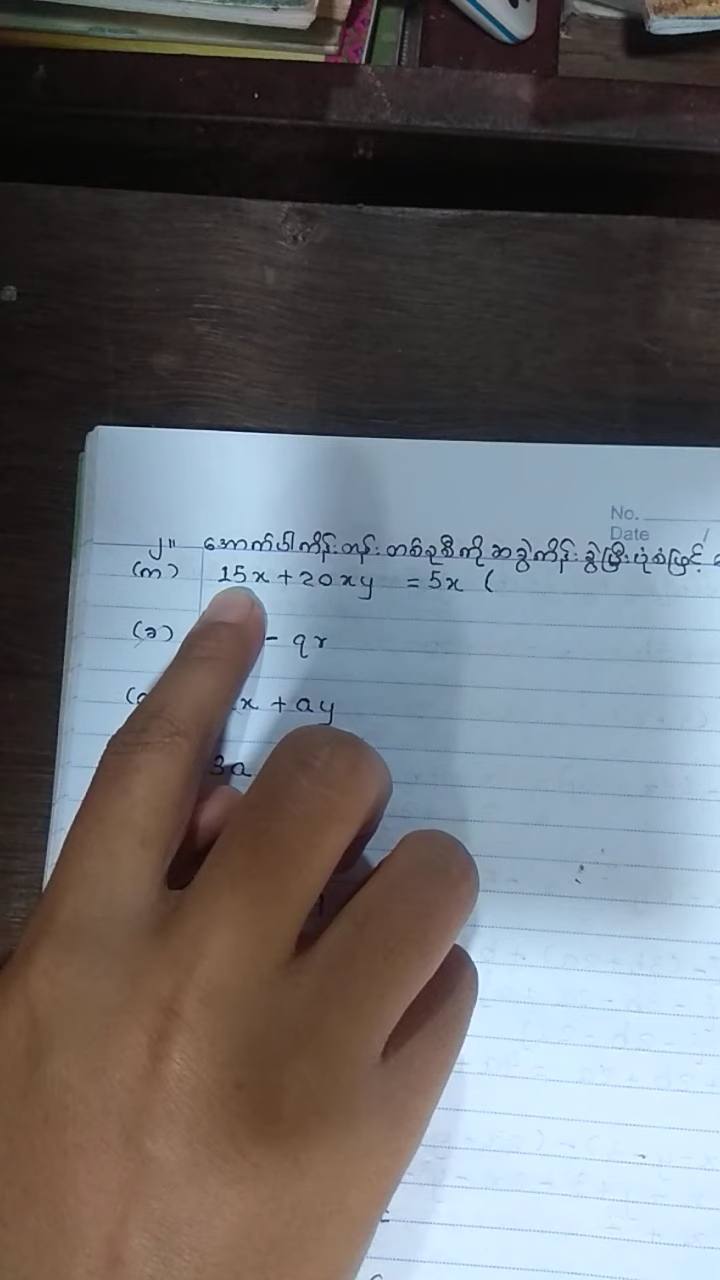 No.
Date /
၂။ အောက်ပါကိန်းတန်းတစ်ခုစီကို ဆခွဲကိန်းခွဲပြီးပုံစံဖြင့်
(က) 15x + 20xy = 5x (
(ခ) - qr
x + ay
3a